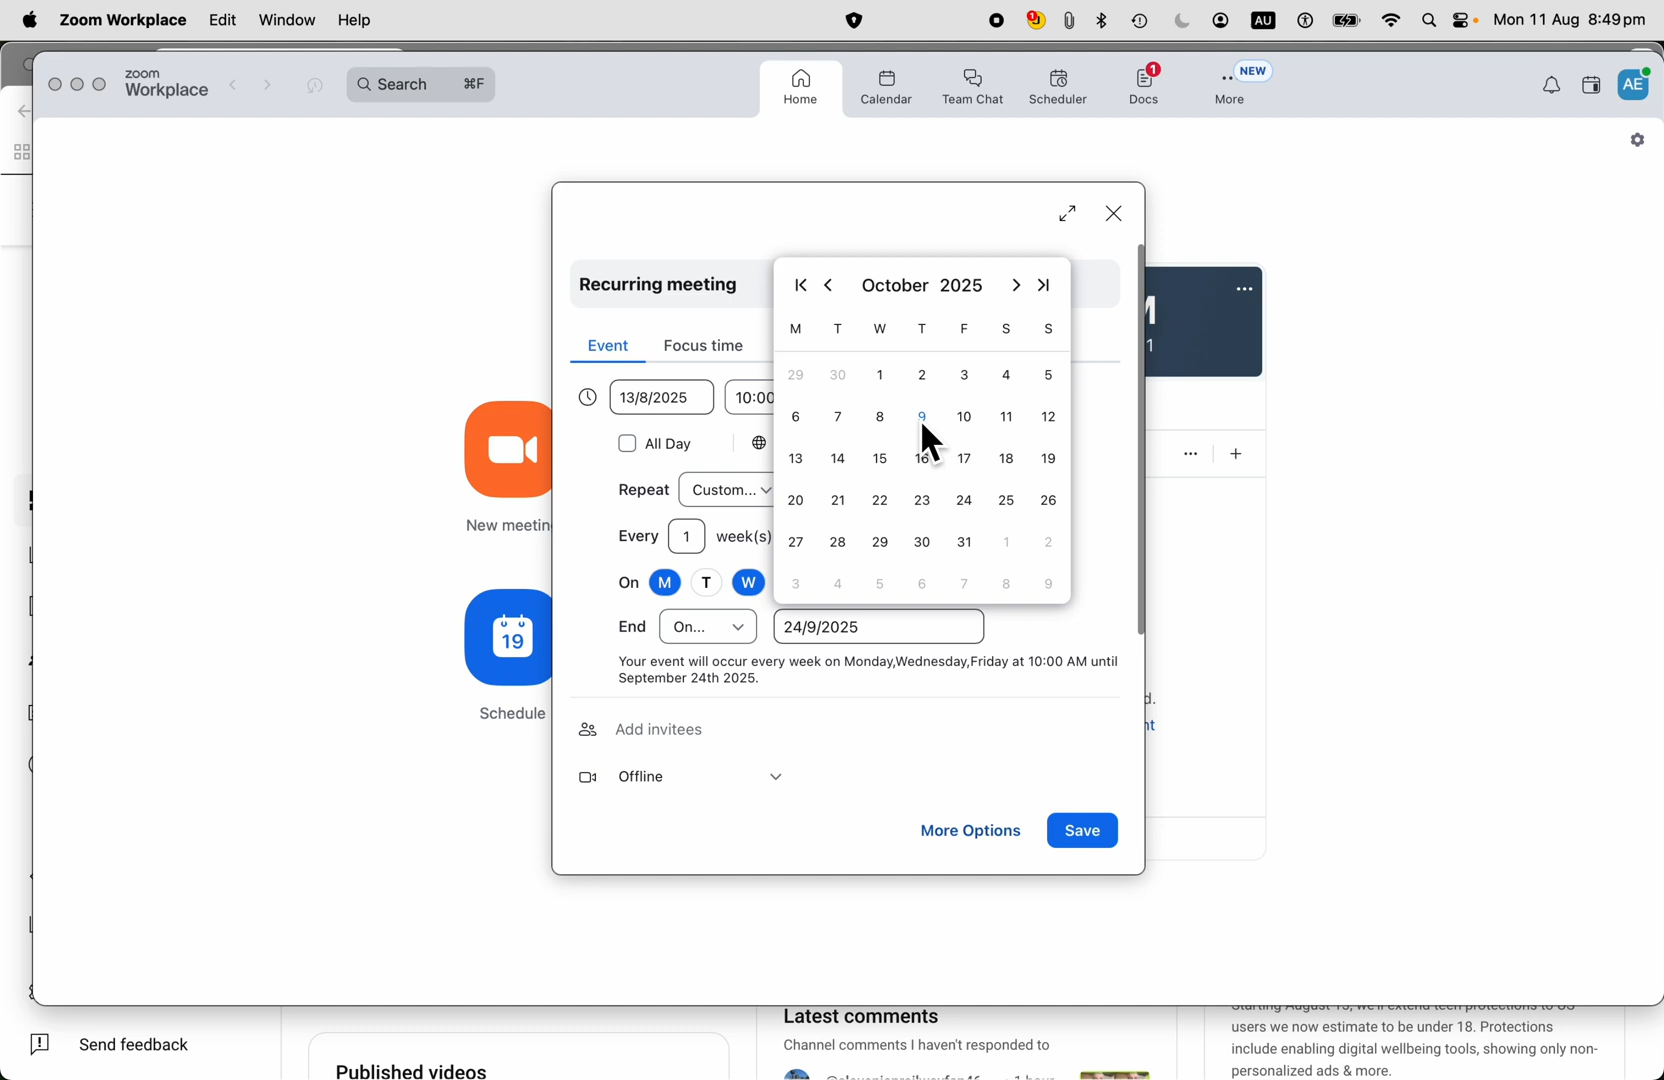 Zoom Workplace Edit Window Help
1 AU Mon 11 Aug 8:49 pm
zoom
Workplace
Search ⌘F
Home
Calendar
Team Chat
Scheduler
1
Docs
NEW
More
AE
Recurring meeting
Event Focus time
13/8/2025 10:00
All Day
Repeat Custom...
Every 1 week(s)
On M T W
End On... 24/9/2025
October 2025
M T W T F S S
29 30 1 2 3 4 5
6 7 8 9 10 11 12
13 14 15 16 17 18 19
20 21 22 23 24 25 26
27 28 29 30 31 1 2
3 4 5 6 7 8 9
Your event will occur every week on Monday,Wednesday,Friday at 10:00 AM until
September 24th 2025.
Add invitees
Offline
More Options Save
New meetin
19
Schedule
M
1
d.
nt
Send feedback
Published videos
Latest comments
Channel comments I haven't responded to
users we now estimate to be under 18. Protections
include enabling digital wellbeing tools, showing only non-
personalized ads & more.